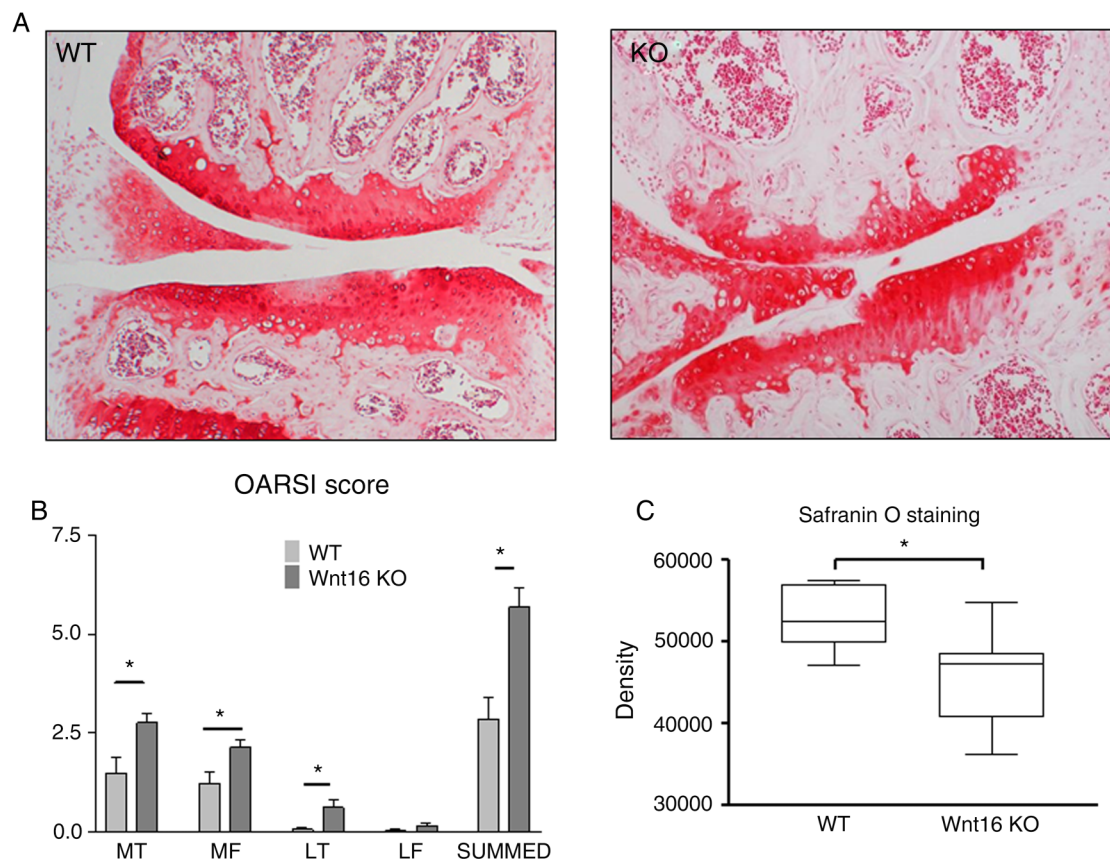 A
WT
KO
OARSI score
B
7.5
5.0
2.5
0.0
WT
Wnt16 KO
*
*
*
*
MT MF LT LF SUMMED
C
Safranin O staining
*
Density
60000
50000
40000
30000
WT Wnt16 KO